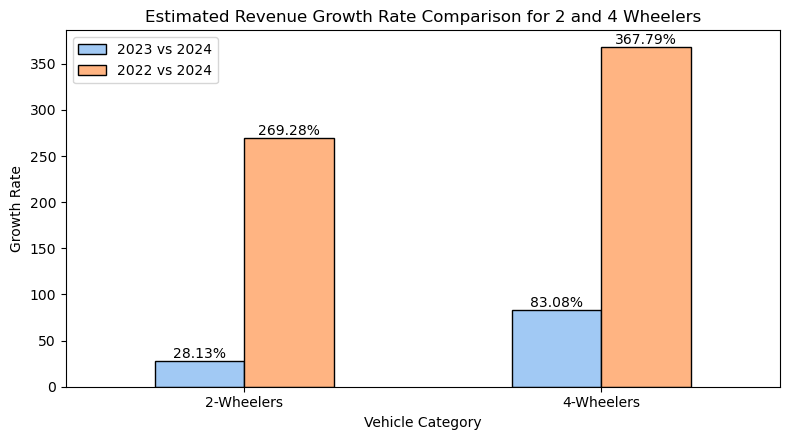 Estimated Revenue Growth Rate Comparison for 2 and 4 Wheelers
2023 vs 2024
2022 vs 2024
367.79%
350
300
269.28%
250
200
150
100
83.08%
50
28.13%
0
Growth Rate
2-Wheelers
4-Wheelers
Vehicle Category